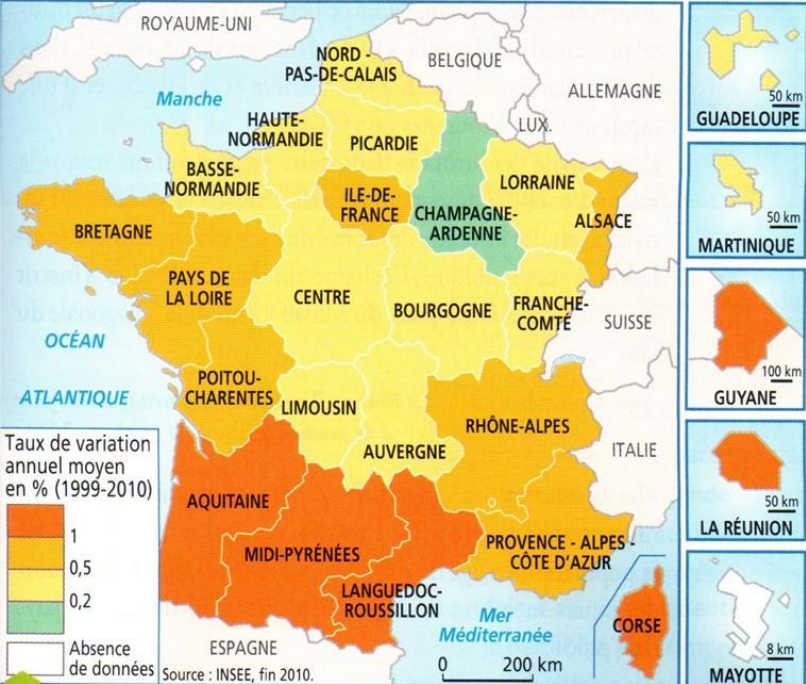 ROYAUME-UNI
NORD -
PAS-DE-CALAIS
BELGIQUE
ALLEMAGNE
Manche
LUX.
HAUTE-
NORMANDIE
PICARDIE
BASSE-
NORMANDIE
ILE-DE-
FRANCE
CHAMPAGNE-
ARDENNE
LORRAINE
ALSACE
BRETAGNE
PAYS DE
LA LOIRE
CENTRE
BOURGOGNE
FRANCHE-
COMTÉ
SUISSE
OCÉAN
ATLANTIQUE
POITOU-
CHARENTES
LIMOUSIN
AUVERGNE
RHÔNE-ALPES
ITALIE
AQUITAINE
MIDI-PYRÉNÉES
LANGUEDOC-
ROUSSILLON
PROVENCE - ALPES -
CÔTE D'AZUR
Mer
Méditerranée
CORSE
ESPAGNE
0 200 km
Taux de variation
annuel moyen
en % (1999-2010)
1
0,5
0,2
Absence
de données
Source : INSEE, fin 2010.
50 km
GUADELOUPE
50 km
MARTINIQUE
100 km
GUYANE
50 km
LA RÉUNION
8 km
MAYOTTE